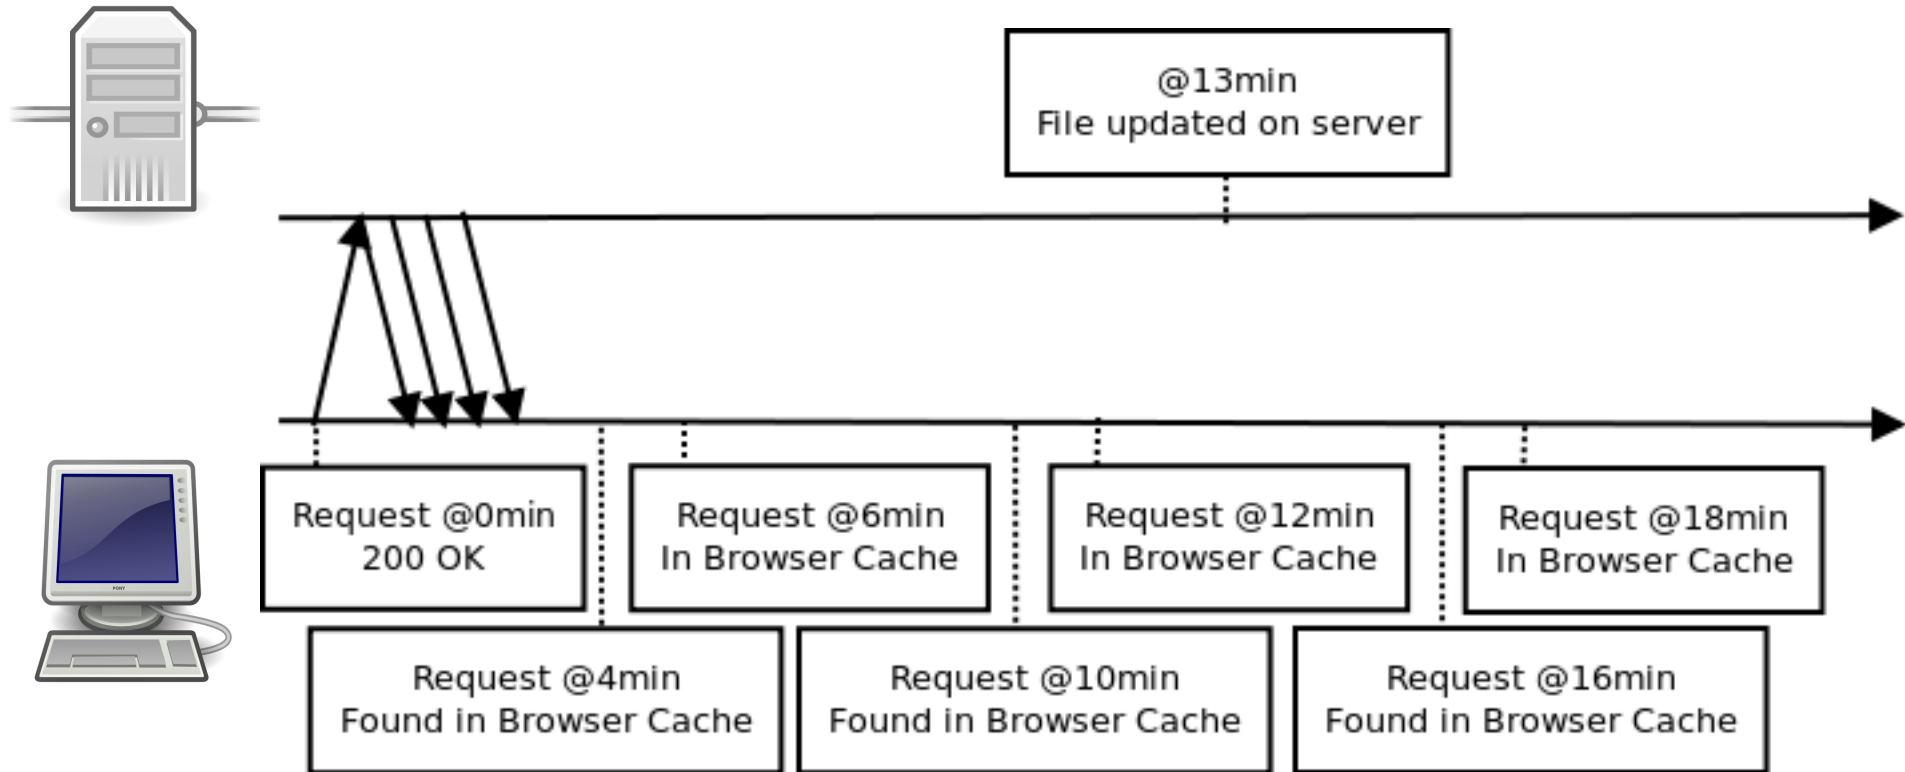 @13min
File updated on server
Request @0min
200 OK
Request @6min
In Browser Cache
Request @12min
In Browser Cache
Request @18min
In Browser Cache
Request @4min
Found in Browser Cache
Request @10min
Found in Browser Cache
Request @16min
Found in Browser Cache